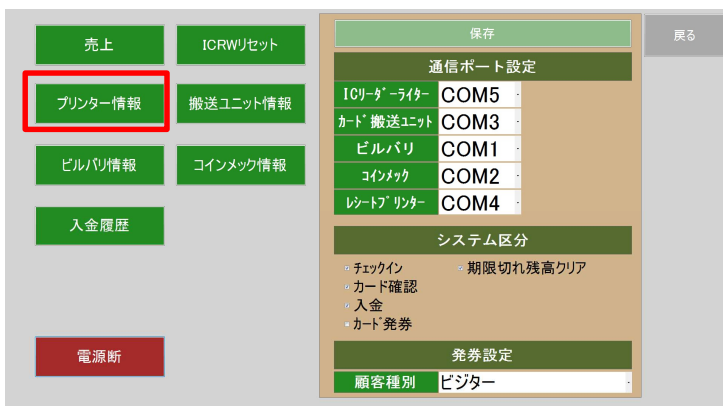 売上
ICRWリセット
プリンター情報
搬送ユニット情報
ビルバリ情報
コインメック情報
入金履歴
電源断
保存
通信ポート設定
ICリーダーライター COM5
カード搬送ユニット COM3
ビルバリ COM1
コインメック COM2
レシートプリンター COM4
システム区分
チェックイン 期限切れ残高クリア
カード確認
入金
カード発券
発券設定
顧客種別 ビジター
戻る